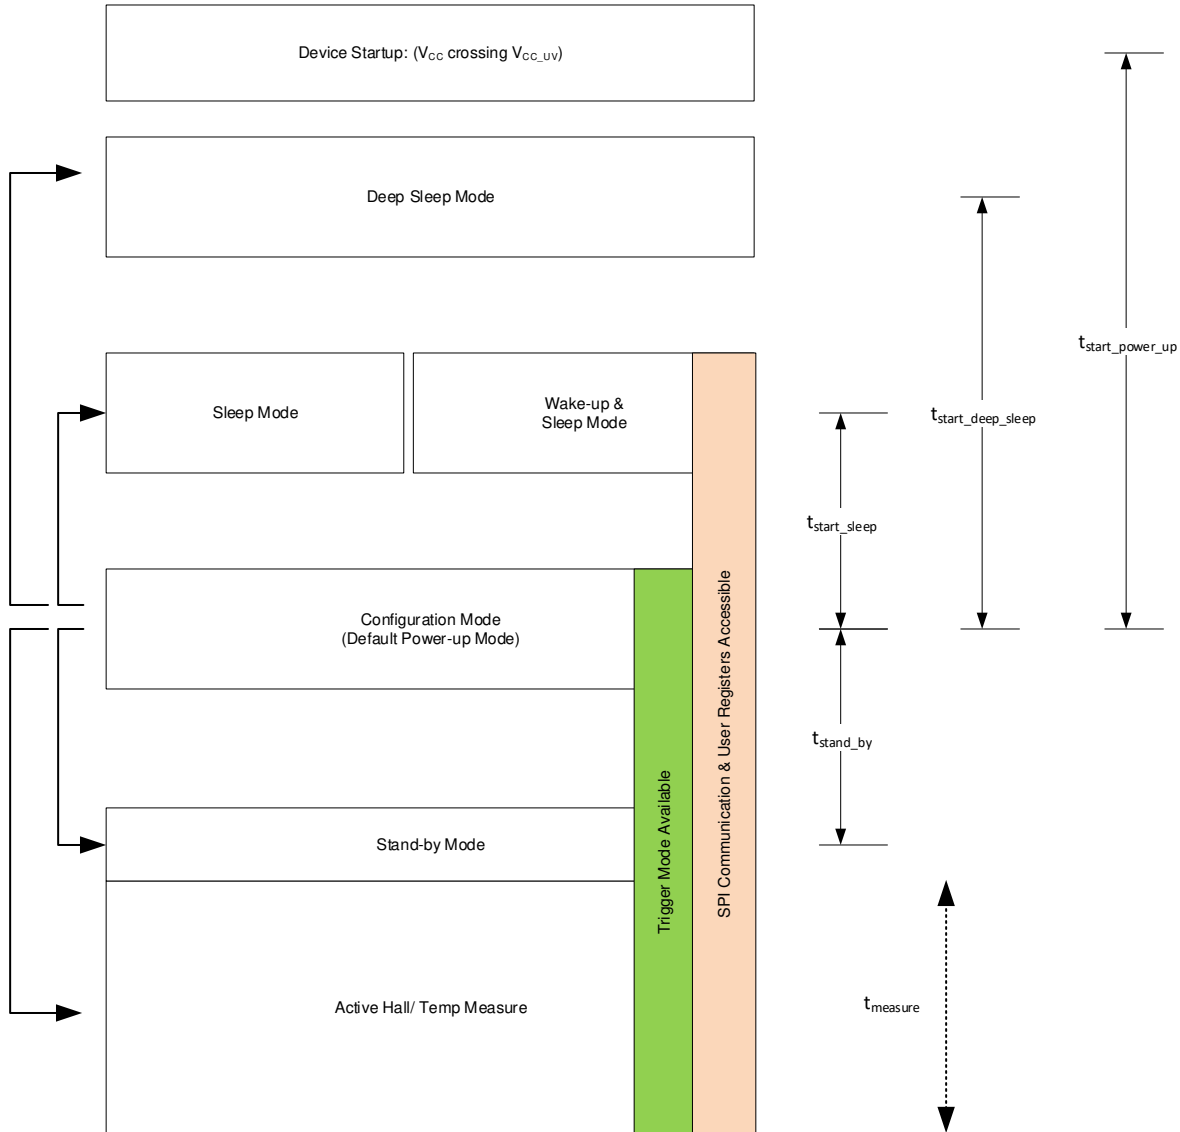 Device Startup: (VCC crossing VCC_UV)
Deep Sleep Mode
tstart_power_up
Sleep Mode
Wake-up &
Sleep Mode
tstart_deep_sleep
tstart_sleep
Configuration Mode
(Default Power-up Mode)
tstand_by
Stand-by Mode
Trigger Mode Available
SPI Communication & User Registers Accessible
Active Hall/ Temp Measure
tmeasure